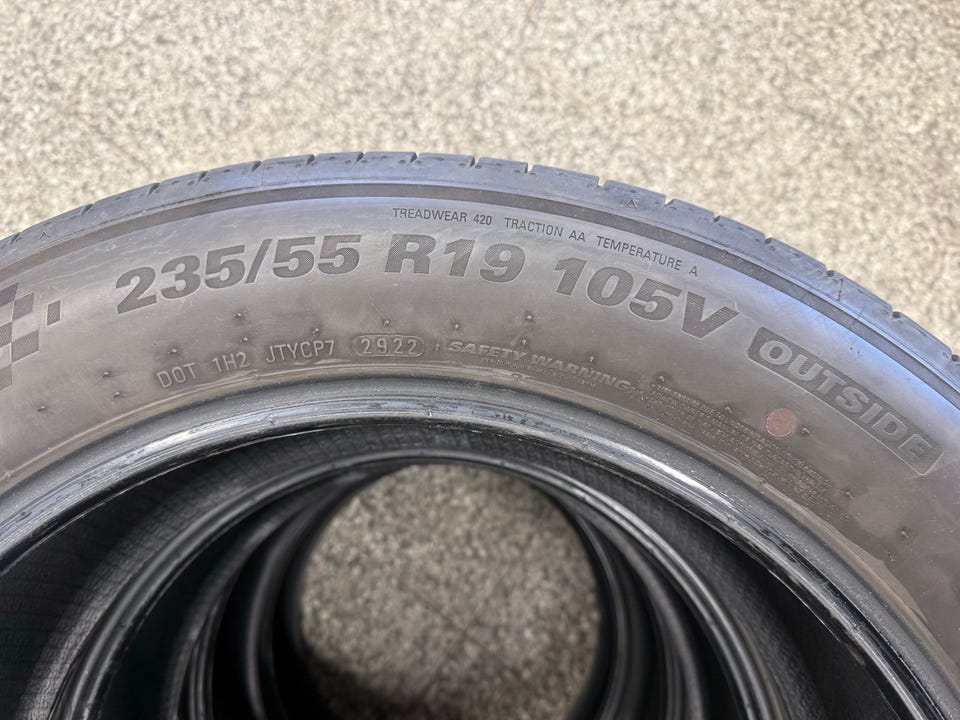 TREADWEAR 420 TRACTION AA TEMPERATURE A
235/55 R19 105V OUTSIDE
DOT 1H2 JTYCP7 2922 SAFETY WARNING: